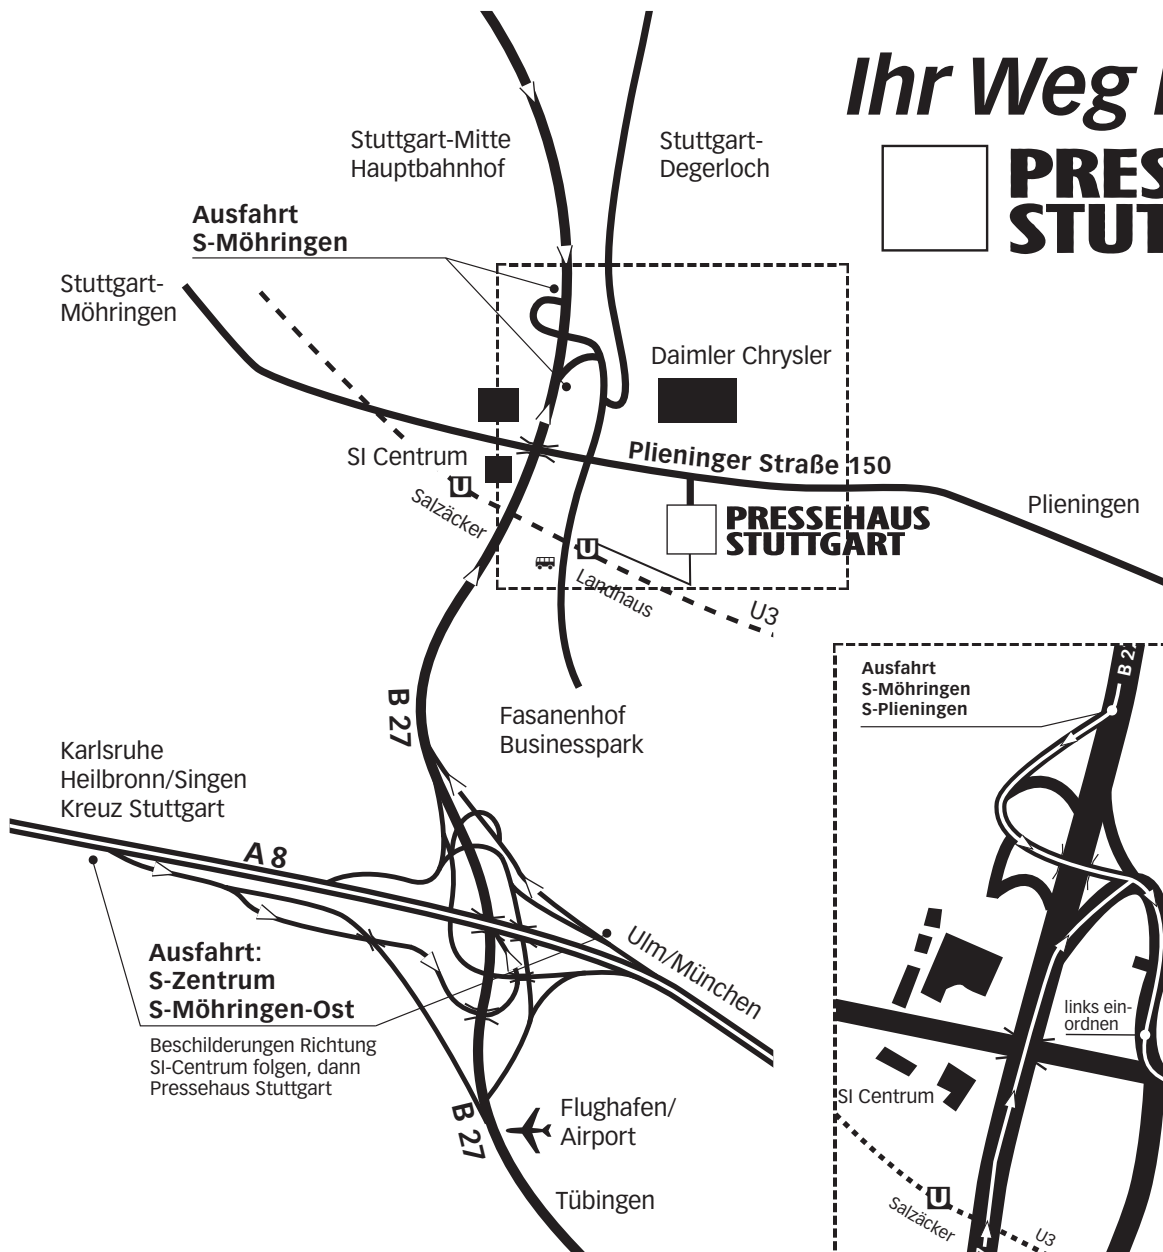 Ihr Weg
PRES
STUT
Stuttgart-Mitte
Hauptbahnhof
Stuttgart-
Degerloch
Ausfahrt
S-Möhringen
Stuttgart-
Möhringen
Daimler Chrysler
SI Centrum
Plieninger Straße 150
U
Salzäcker
Plieningen
PRESSEHAUS
STUTTGART
U
Landhaus
U3
B 27
Fasanenhof
Businesspark
Karlsruhe
Heilbronn/Singen
Kreuz Stuttgart
A 8
Ausfahrt:
S-Zentrum
S-Möhringen-Ost
Beschilderungen Richtung
SI-Centrum folgen, dann
Pressehaus Stuttgart
Ulm/München
B 27
Flughafen/
Airport
Tübingen
Ausfahrt
S-Möhringen
S-Plieningen
B 2
links ein-
ordnen
SI Centrum
U
Salzäcker
U3